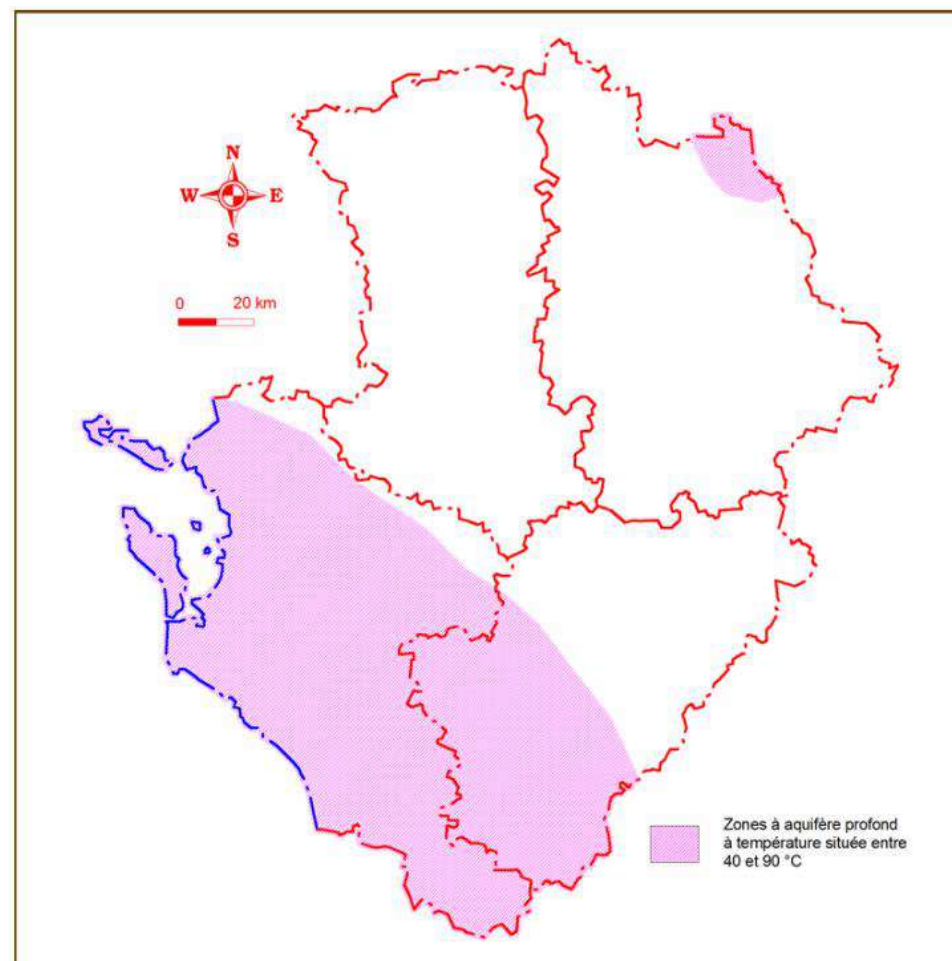 N
W E
S
0 20 km
Zones à aquifère profond
à température située entre
40 et 90 °C